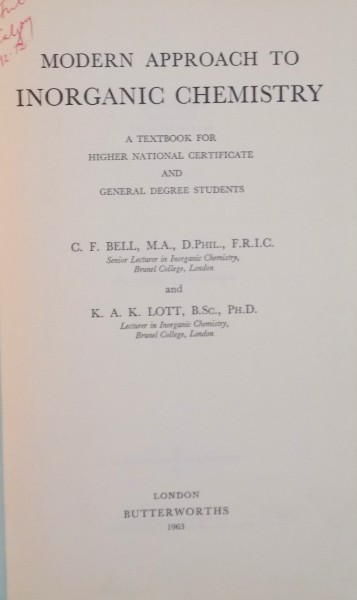 MODERN APPROACH TO
INORGANIC CHEMISTRY
A TEXTBOOK FOR
HIGHER NATIONAL CERTIFICATE
AND
GENERAL DEGREE STUDENTS
C. F. BELL, M.A., D.PHIL., F.R.I.C.
Senior Lecturer in Inorganic Chemistry,
Brunel College, London
and
K. A. K. LOTT, B.SC., PH.D.
Lecturer in Inorganic Chemistry,
Brunel College, London
LONDON
BUTTERWORTHS
1963